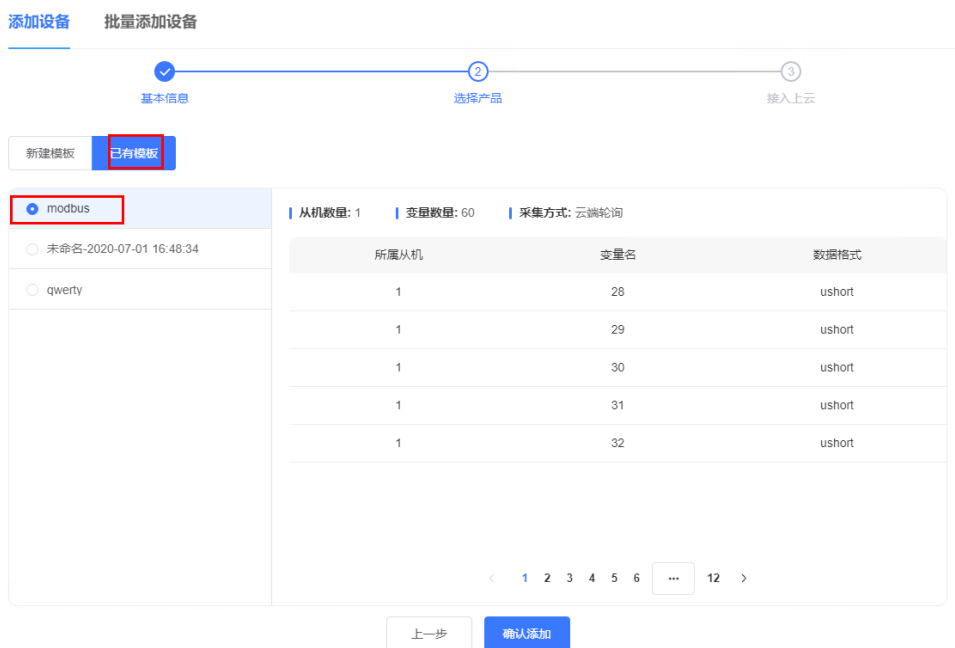 添加设备 批量添加设备
2 3
基本信息 选择产品 接入上云
新建模板 已有模板
modbus
未命名-2020-07-01 16:48:34
qwerty
从机数量: 1 变量数量: 60 采集方式: 云端轮询
所属从机 变量名 数据格式
1 28 ushort
1 29 ushort
1 30 ushort
1 31 ushort
1 32 ushort
< 1 2 3 4 5 6 ••• 12 >
上一步 确认添加